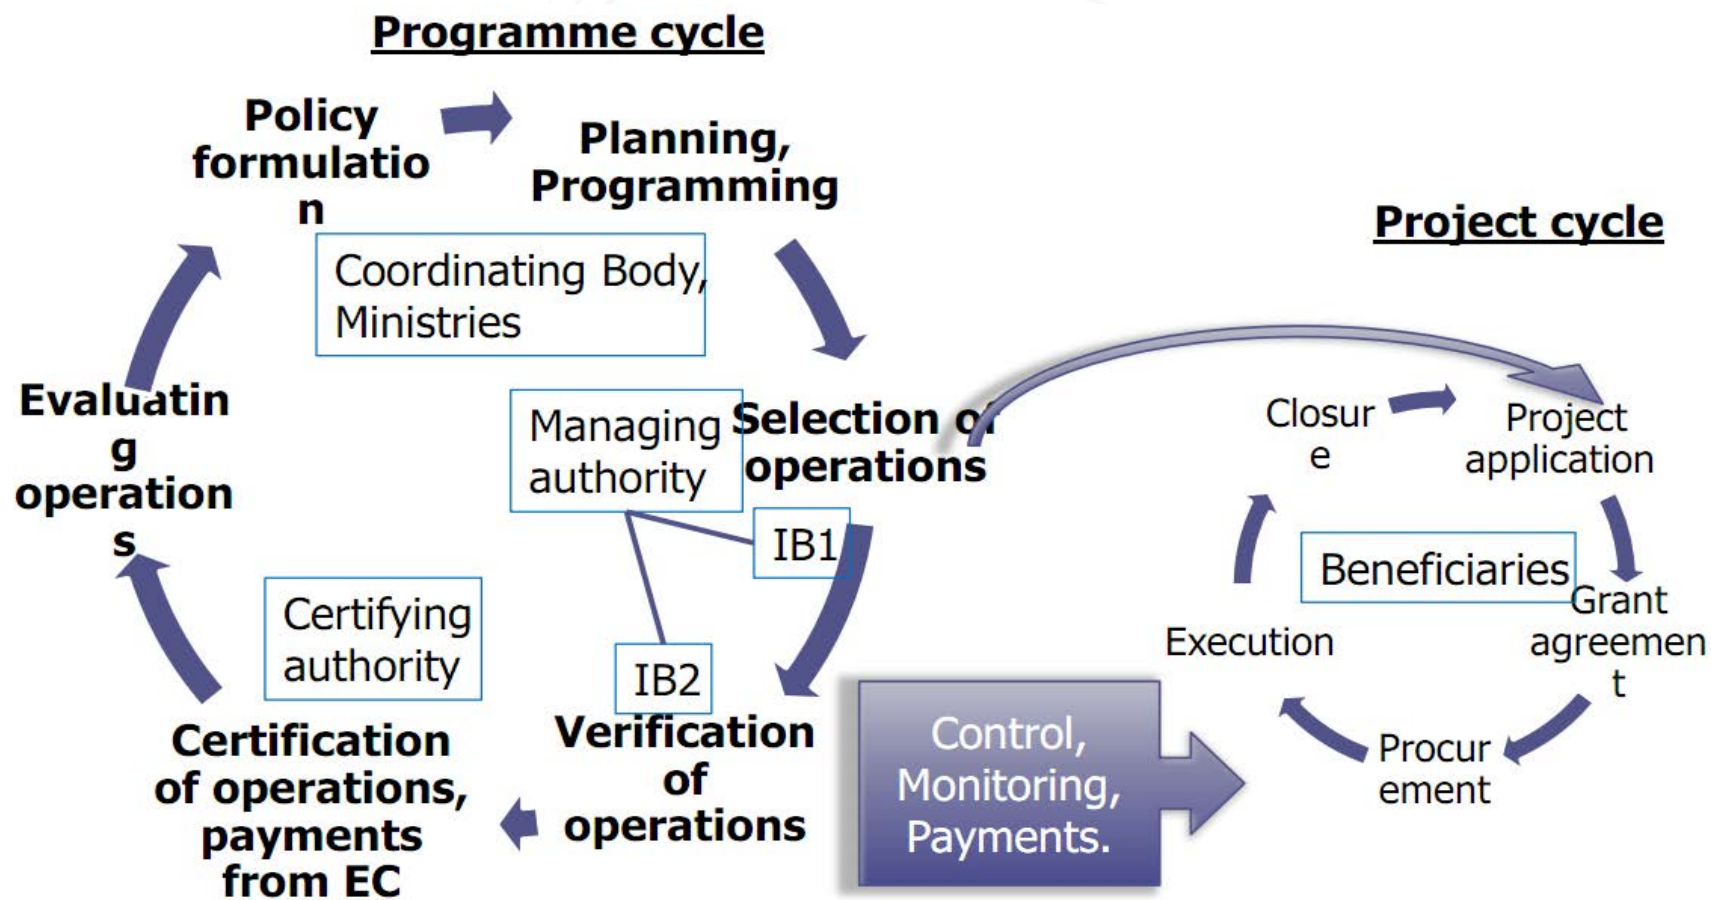 Programme cycle
Policy
formulatio
n
Planning,
Programming
Coordinating Body,
Ministries
Evaluatin
g
operation
s
Managing
authority
Selection of
operations
IB1
IB2
Certifying
authority
Certification
of operations,
payments
from EC
Verification
of
operations
Control,
Monitoring,
Payments.
Project cycle
Closur
e
Project
application
Beneficiaries
Grant
agreemen
t
Execution
Procur
ement